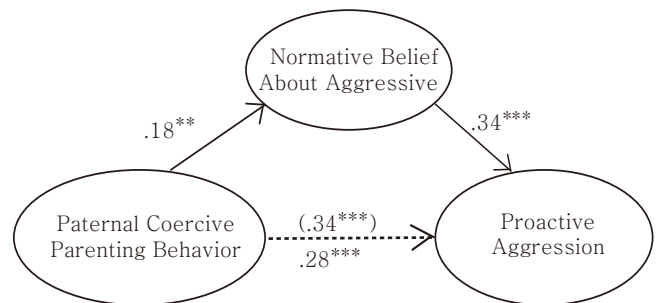 Normative Belief
About Aggressive
.18**
.34***
Paternal Coercive
Parenting Behavior
(.34***)
.28***
Proactive
Aggression